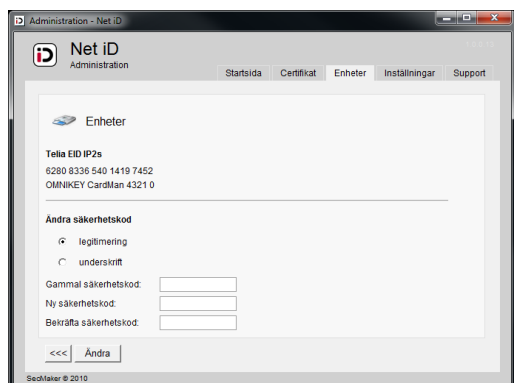 Administration - Net iD
Net iD
Administration
Startsida Certifikat Enheter Inställningar Support
Enheter
Telia EID IP2s
6280 8336 540 1419 7452
OMNIKEY CardMan 4321 0
Ändra säkerhetskod
legitimering
underskrift
Gammal säkerhetskod:
Ny säkerhetskod:
Bekräfta säkerhetskod:
<<< Ändra
SecMaker © 2010